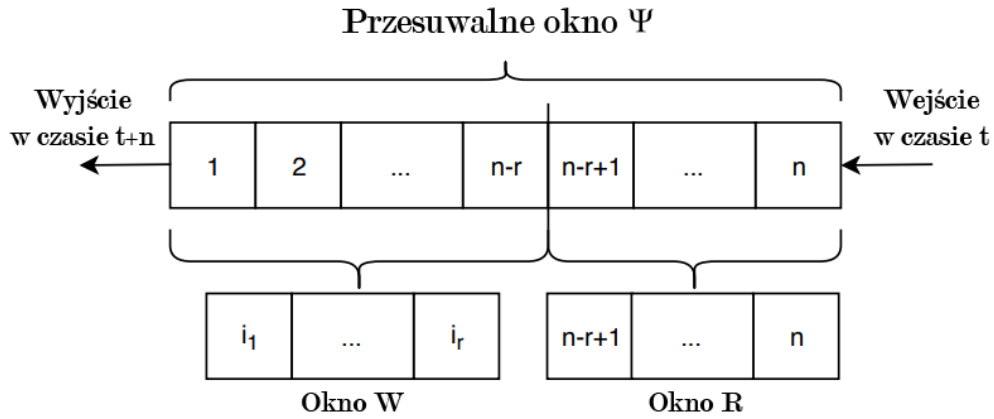 Przesuwalne okno Ψ
Wyjście
w czasie t+n
Wejście
w czasie t
1 2 ... n-r n-r+1 ... n
i₁ ... iᵣ
n-r+1 ... n
Okno W
Okno R